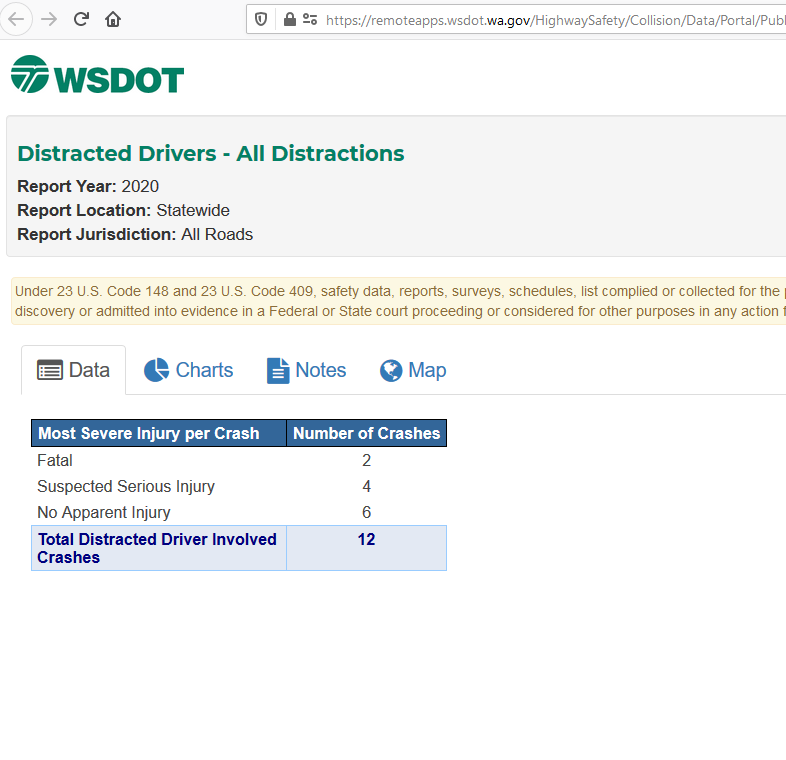 https://remoteapps.wsdot.wa.gov/HighwaySafety/Collision/Data/Portal/Publ
WSDOT
Distracted Drivers - All Distractions
Report Year: 2020
Report Location: Statewide
Report Jurisdiction: All Roads
Under 23 U.S. Code 148 and 23 U.S. Code 409, safety data, reports, surveys, schedules, list complied or collected for the
discovery or admitted into evidence in a Federal or State court proceeding or considered for other purposes in any action
Data Charts Notes Map
Most Severe Injury per Crash Number of Crashes
Fatal 2
Suspected Serious Injury 4
No Apparent Injury 6
Total Distracted Driver Involved 12
Crashes